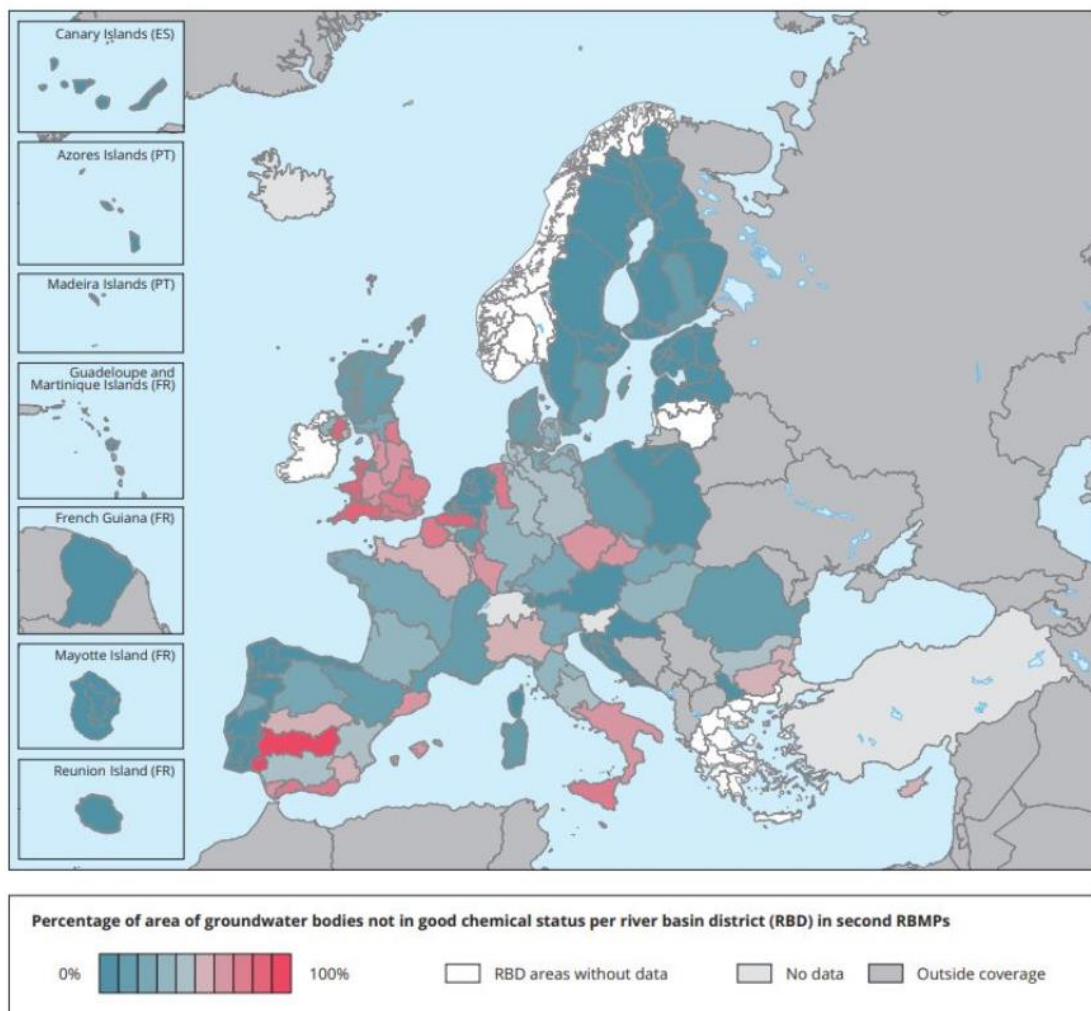 Canary Islands (ES)
Azores Islands (PT)
Madeira Islands (PT)
Guadeloupe and
Martinique Islands (FR)
French Guiana (FR)
Mayotte Island (FR)
Reunion Island (FR)
Percentage of area of groundwater bodies not in good chemical status per river basin district (RBD) in second RBMPs
0% 100% RBD areas without data No data Outside coverage